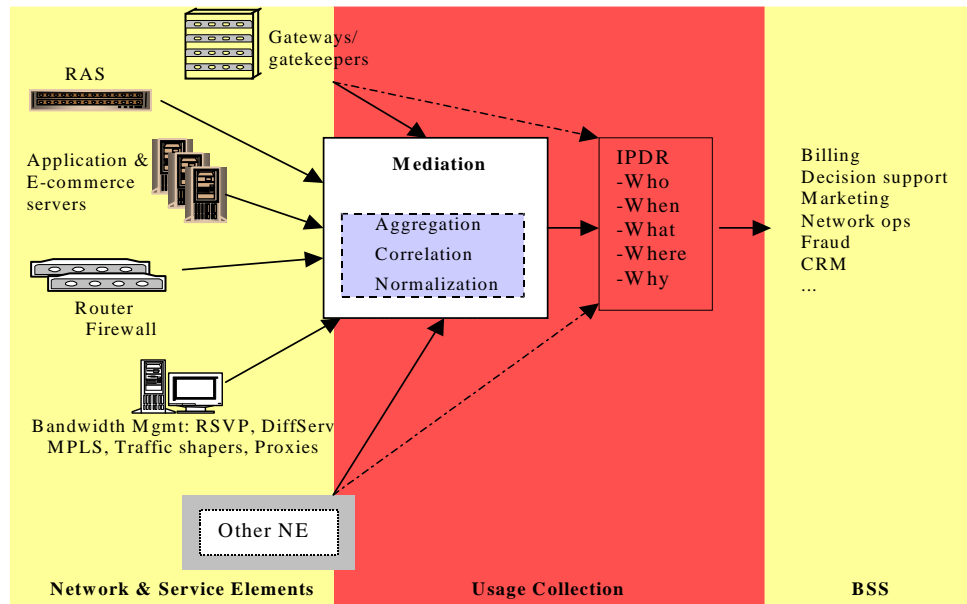 Gateways/
gatekeepers
RAS
Application &
E-commerce
servers
Router
Firewall
Bandwidth Mgmt: RSVP, DiffServ
MPLS, Traffic shapers, Proxies
Other NE
Mediation
Aggregation
Correlation
Normalization
IPDR
-Who
-When
-What
-Where
-Why
Billing
Decision support
Marketing
Network ops
Fraud
CRM
...
Network & Service Elements
Usage Collection
BSS